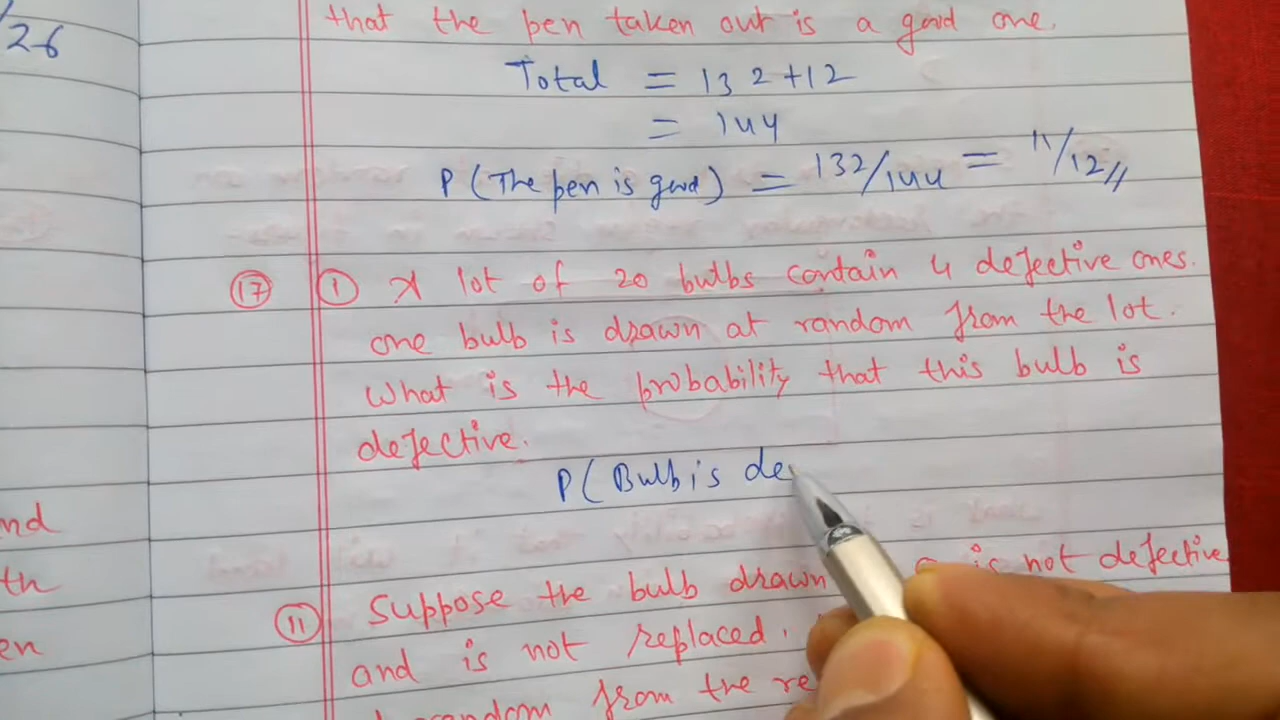 /26
that the pen taken out is a good one.
Total = 132+12
= 144
P (The pen is good) = 132/144 = 11/12 //
17 i A lot of 20 bulbs contain 4 defective ones.
one bulb is drawn at random from the lot.
What is the probability that this bulb is
defective.
P( Bulb is de
nd
th
ii Suppose the bulb drawn is not defective
en
and is not replaced.
random from the re